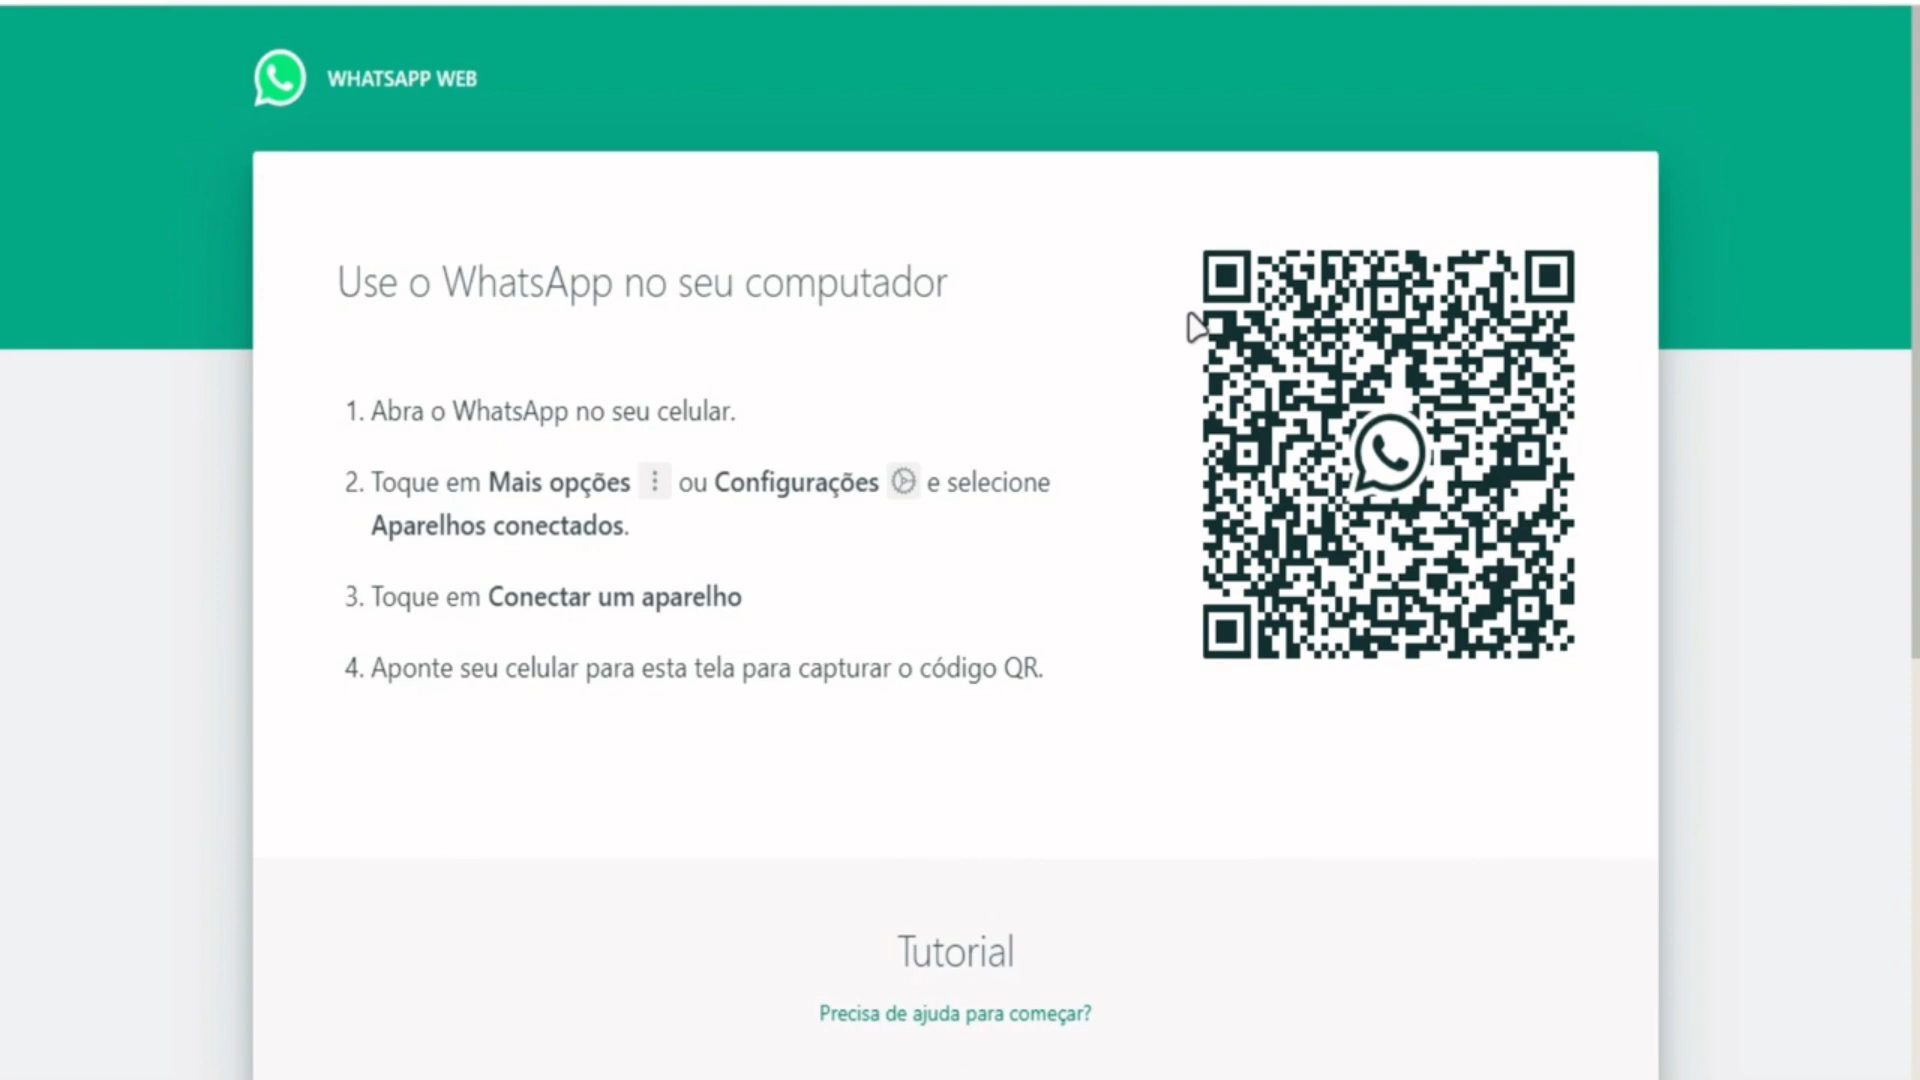 WHATSAPP WEB
Use o WhatsApp no seu computador
1. Abra o WhatsApp no seu celular.
2. Toque em Mais opções ou Configurações e selecione
Aparelhos conectados.
3. Toque em Conectar um aparelho
4. Aponte seu celular para esta tela para capturar o código QR.
Tutorial
Precisa de ajuda para começar?